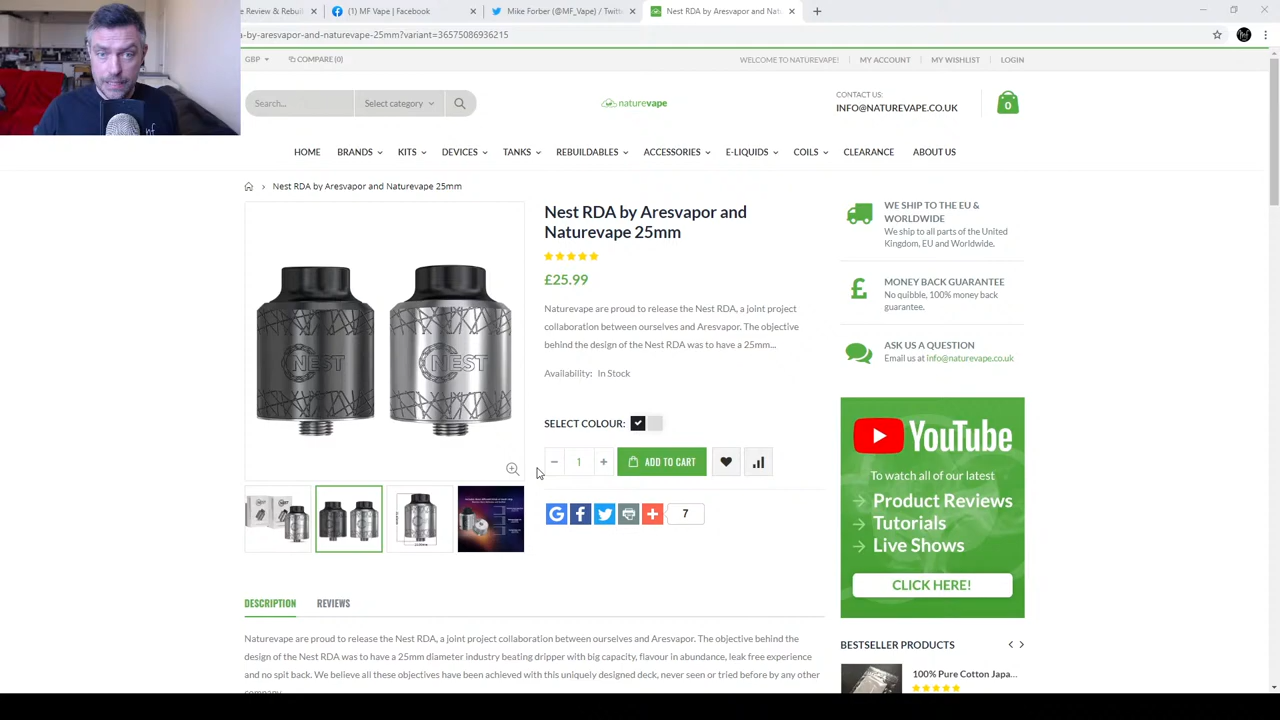 e Review & Rebuil
(1) MF Vape | Facebook
Mike Forber (@MF_Vape) / Twitte
Nest RDA by Aresvapor and Natu
a-by-aresvapor-and-naturevape-25mm?variant=36575086936215
GBP
COMPARE (0)
WELCOME TO NATUREVAPE!
MY ACCOUNT
MY WISHLIST
LOGIN
Search...
Select category
naturevape
CONTACT US:
INFO@NATUREVAPE.CO.UK
0
HOME
BRANDS
KITS
DEVICES
TANKS
REBUILDABLES
ACCESSORIES
E-LIQUIDS
COILS
CLEARANCE
ABOUT US
Nest RDA by Aresvapor and Naturevape 25mm
NEST
NEST
Nest RDA by Aresvapor and
Naturevape 25mm
£25.99
Naturevape are proud to release the Nest RDA, a joint project
collaboration between ourselves and Aresvapor. The objective
behind the design of the Nest RDA was to have a 25mm...
Availability: In Stock
SELECT COLOUR:
1
ADD TO CART
7
WE SHIP TO THE EU &
WORLDWIDE
We ship to all parts of the United
Kingdom, EU and Worldwide.
MONEY BACK GUARANTEE
No quibble, 100% money back
guarantee.
ASK US A QUESTION
Email us at info@naturevape.co.uk
YouTube
To watch all of our latest
Product Reviews
Tutorials
Live Shows
CLICK HERE!
DESCRIPTION
REVIEWS
Naturevape are proud to release the Nest RDA, a joint project collaboration between ourselves and Aresvapor. The objective behind the
design of the Nest RDA was to have a 25mm diameter industry beating dripper with big capacity, flavour in abundance, leak free experience
and no spit back. We believe all these objectives have been achieved with this uniquely designed deck, never seen or tried before by any other
company.
BESTSELLER PRODUCTS
100% Pure Cotton Japa...